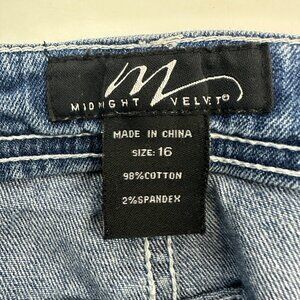 m
MIDNIGHT VELVET®
MADE IN CHINA
SIZE: 16
98%COTTON
2%SPANDEX